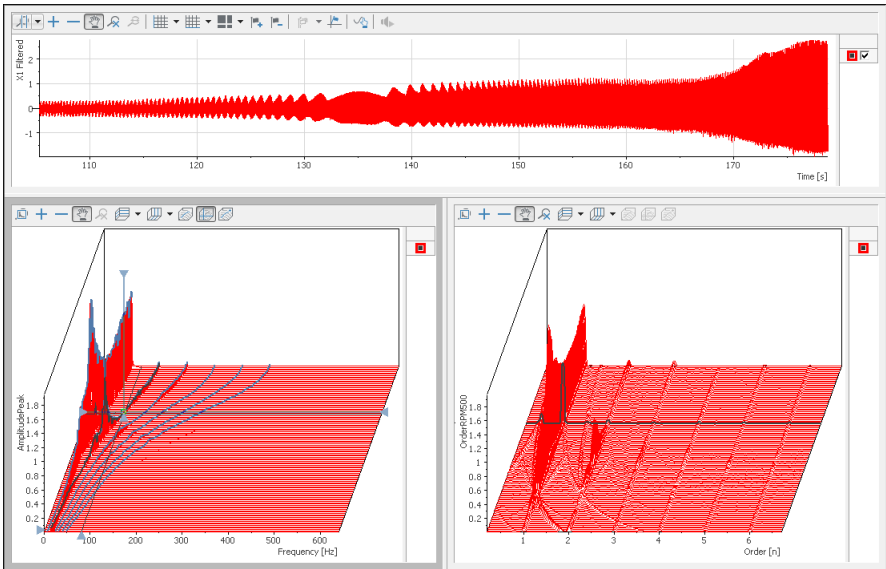 X1 Filtered
2
1
0
-1
110 120 130 140 150 160 170
Time [s]
AmplitudePeak
1.8
1.6
1.4
1.2
1
0.8
0.6
0.4
0.2
0 100 200 300 400 500 600
Frequency [Hz]
OrderRPM500
1.8
1.6
1.4
1.2
1
0.8
0.6
0.4
0.2
1 2 3 4 5 6
Order [n]